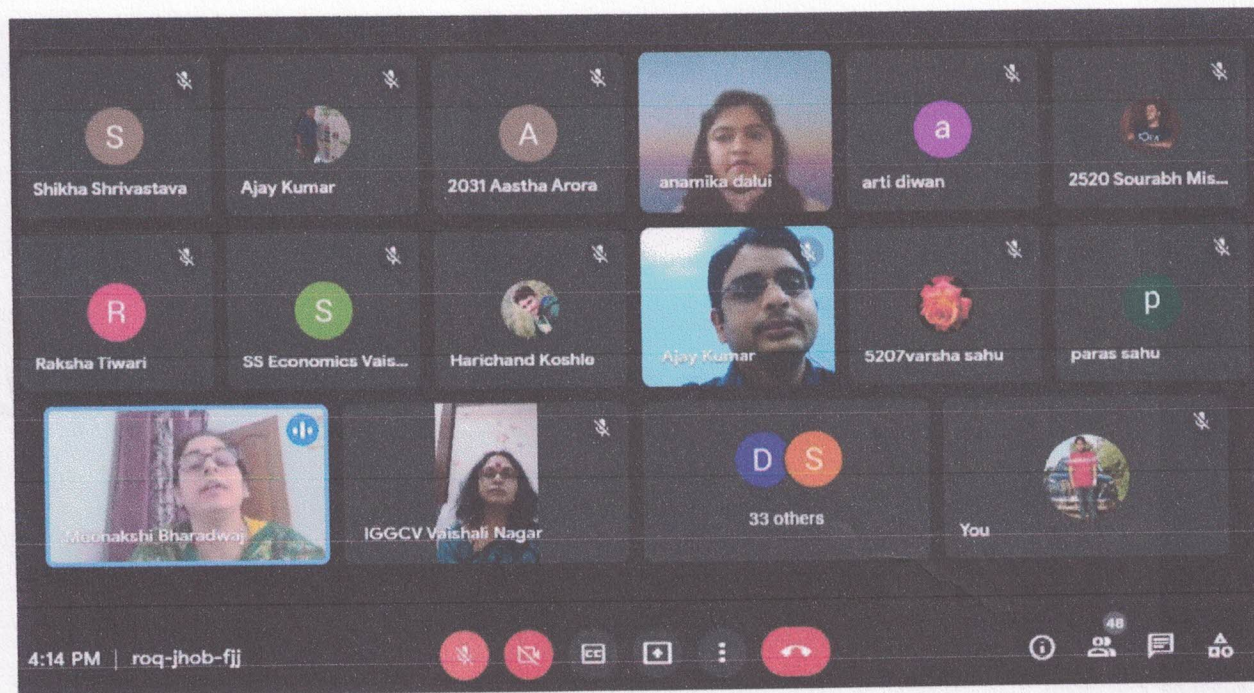 S
A
a
Shikha Shrivastava
Ajay Kumar
2031 Aastha Arora
anamika dalui
arti diwan
2520 Sourabh Mis...
R
S
p
Raksha Tiwari
SS Economics Vais...
Harichand Koshle
Ajay Kumar
5207varsha sahu
paras sahu
Meenakshi Bharadwaj
IGGCV Vaishali Nagar
D S
33 others
You
4:14 PM | roq-jhob-fjj
CC
48